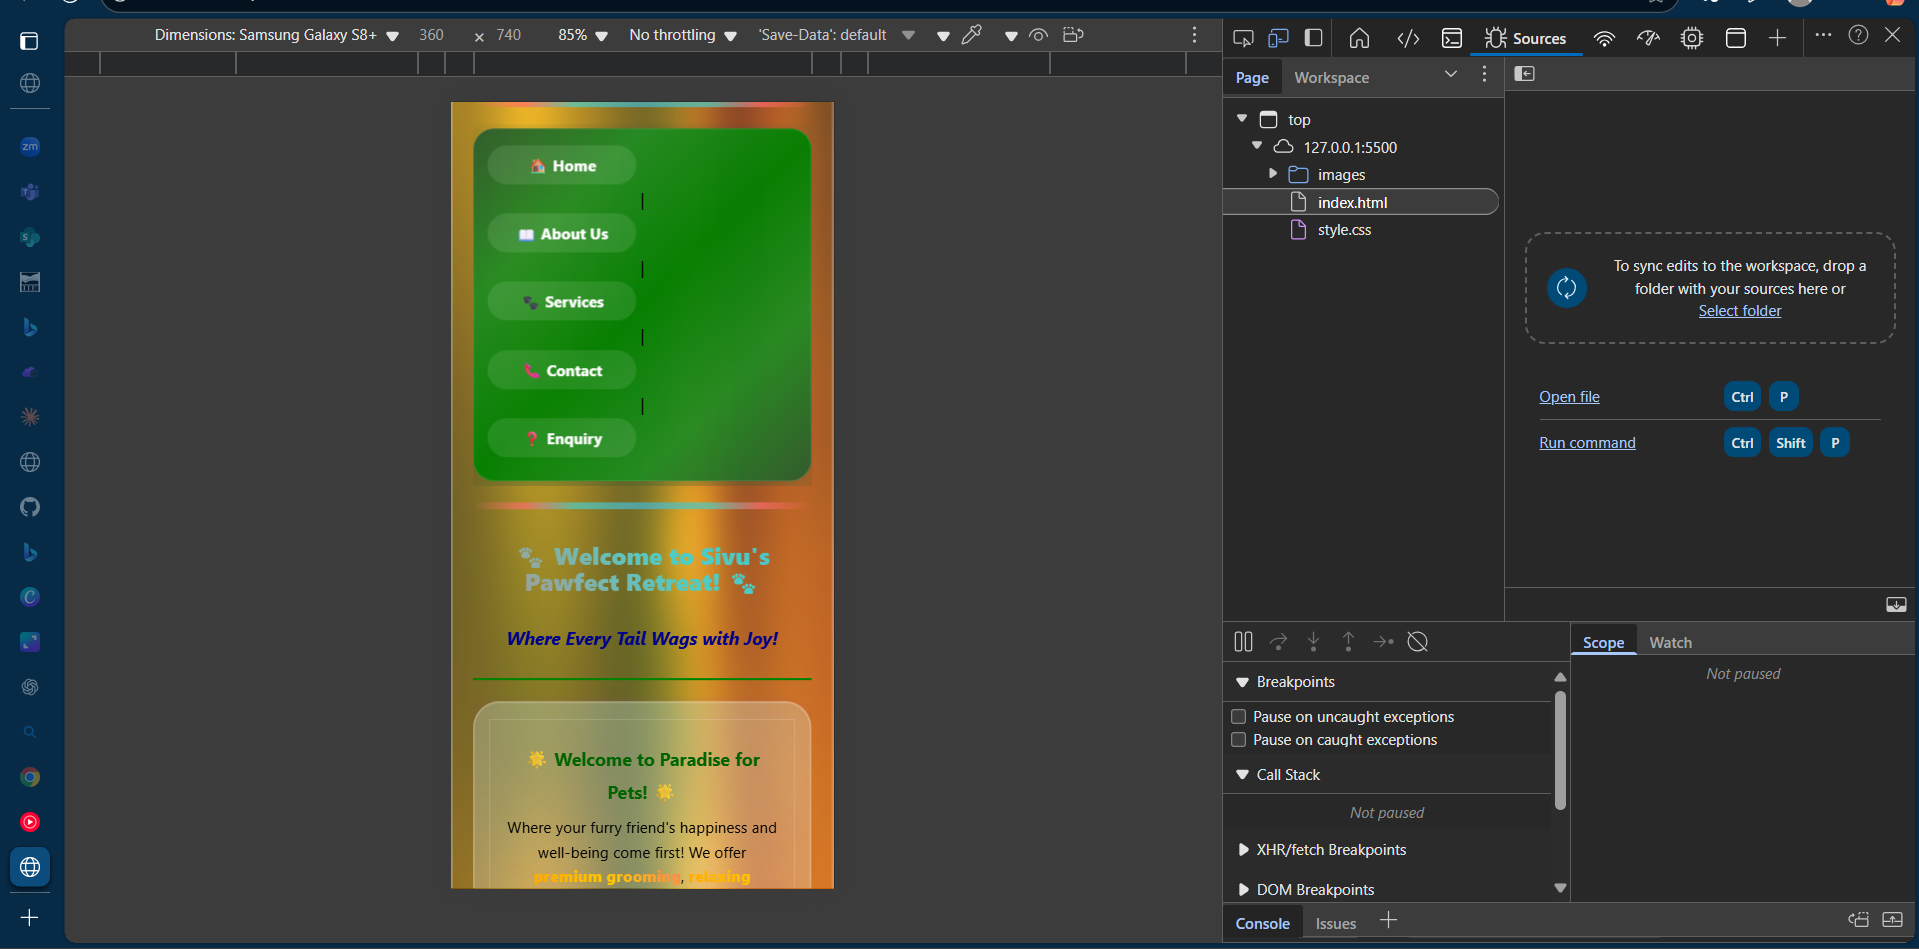 Dimensions: Samsung Galaxy S8+ 360 × 740 85% No throttling 'Save-Data': default
zm
Sources
Page Workspace
top
127.0.0.1:5500
images
index.html
style.css
To sync edits to the workspace, drop a
folder with your sources here or
Select folder
Open file Ctrl P
Run command Ctrl Shift P
Home
|
About Us
|
Services
|
Contact
|
Enquiry
Welcome to Sivu's
Pawfect Retreat!
Where Every Tail Wags with Joy!
Welcome to Paradise for
Pets!
Where your furry friend's happiness and
well-being come first! We offer
premium grooming, relaxing
Scope Watch
Not paused
Breakpoints
Pause on uncaught exceptions
Pause on caught exceptions
Call Stack
Not paused
XHR/fetch Breakpoints
DOM Breakpoints
Console Issues